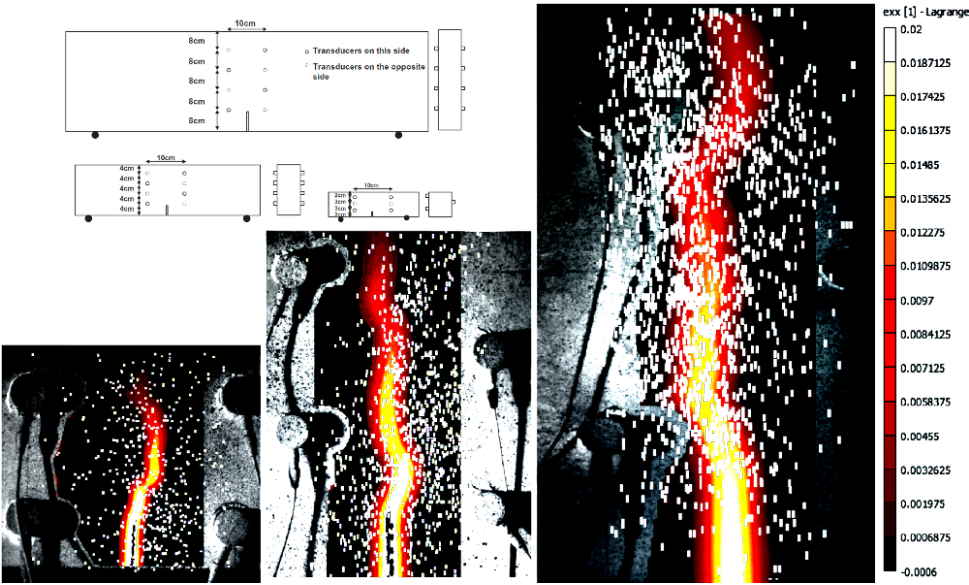 10cm
8cm
8cm
8cm
8cm
8cm
Transducers on this side
Transducers on the opposite
side
10cm
4cm
4cm
4cm
4cm
4cm
10cm
3cm
3cm
exx [1] - Lagrange
0.02
0.0187125
0.017425
0.0161375
0.01485
0.0135625
0.012275
0.0109875
0.0097
0.0084125
0.007125
0.0058375
0.00455
0.0032625
0.001975
0.0006875
-0.0006